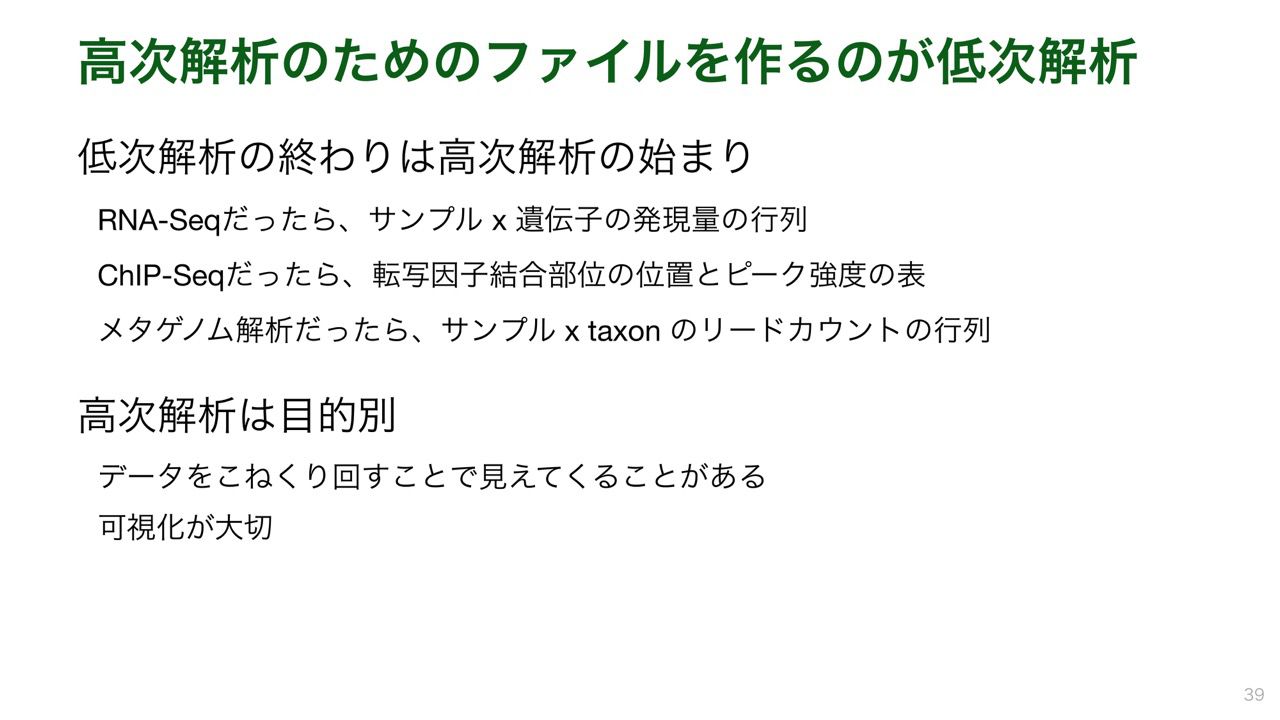 高次解析のためのファイルを作るのが低次解析
低次解析の終わりは高次解析の始まり
RNA-Seqだったら、サンプル x 遺伝子の発現量の行列
ChIP-Seqだったら、転写因子結合部位の位置とピーク強度の表
メタゲノム解析だったら、サンプル x taxon のリードカウントの行列
高次解析は目的別
データをこねくり回すことで見えてくることがある
可視化が大切
39